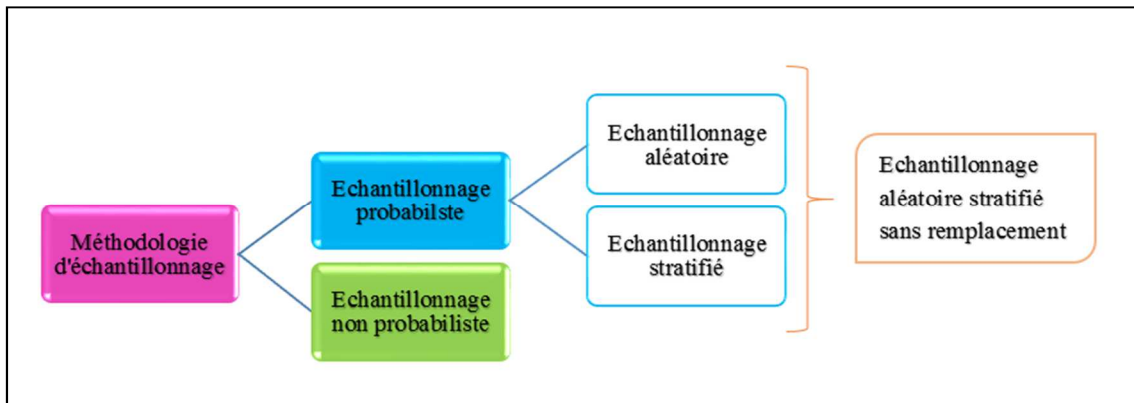 Méthodologie
d'échantillonnage
Echantillonnage
probabilste
Echantillonnage
non probabiliste
Echantillonnage
aléatoire
Echantillonnage
stratifié
Echantillonnage
aléatoire stratifié
sans remplacement